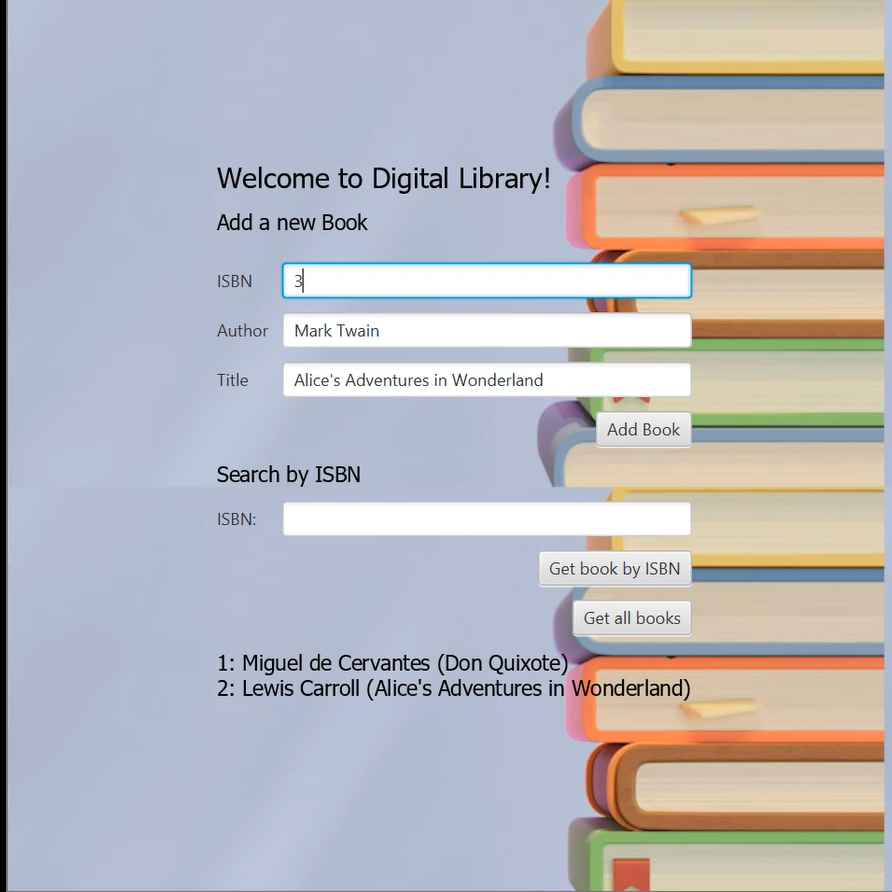 Welcome to Digital Library!
Add a new Book
ISBN 3
Author Mark Twain
Title Alice's Adventures in Wonderland
Add Book
Search by ISBN
ISBN:
Get book by ISBN
Get all books
1: Miguel de Cervantes (Don Quixote)
2: Lewis Carroll (Alice's Adventures in Wonderland)